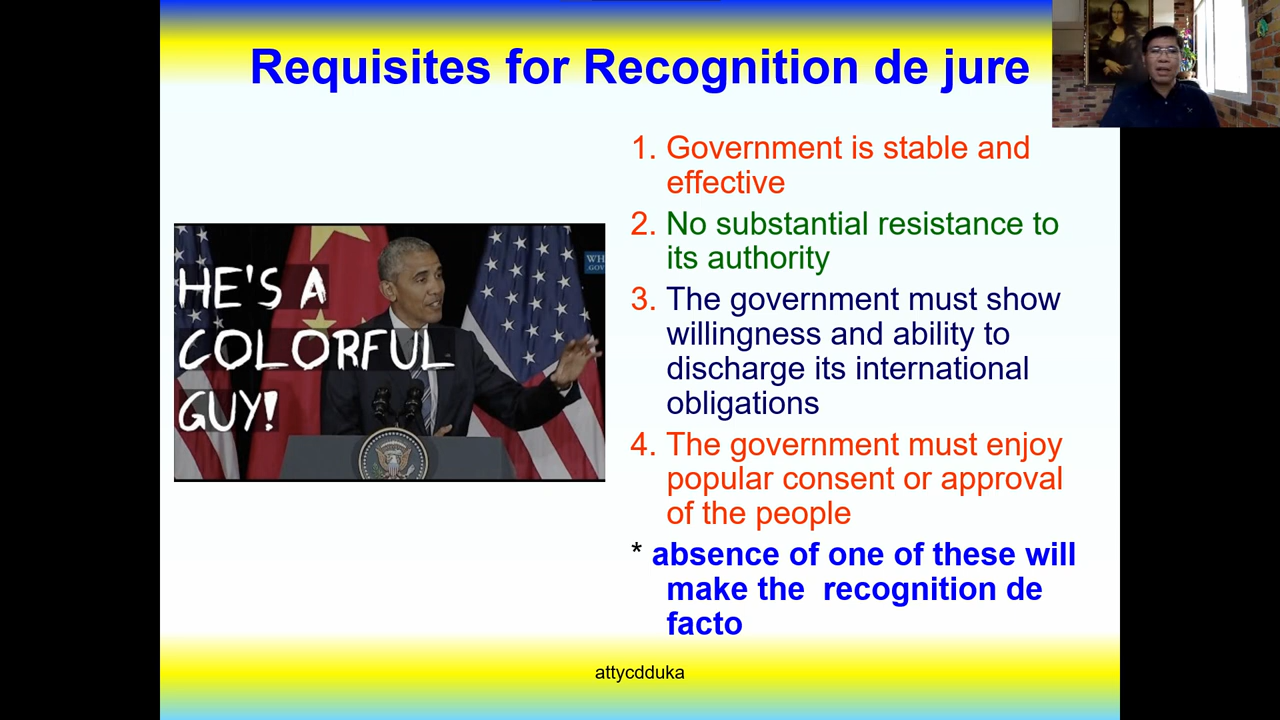 Requisites for Recognition de jure
HE'S A
COLORFUL
GUY!
WH
.GOV
1. Government is stable and
effective
2. No substantial resistance to
its authority
3. The government must show
willingness and ability to
discharge its international
obligations
4. The government must enjoy
popular consent or approval
of the people
* absence of one of these will
make the  recognition de
facto
attycdduka